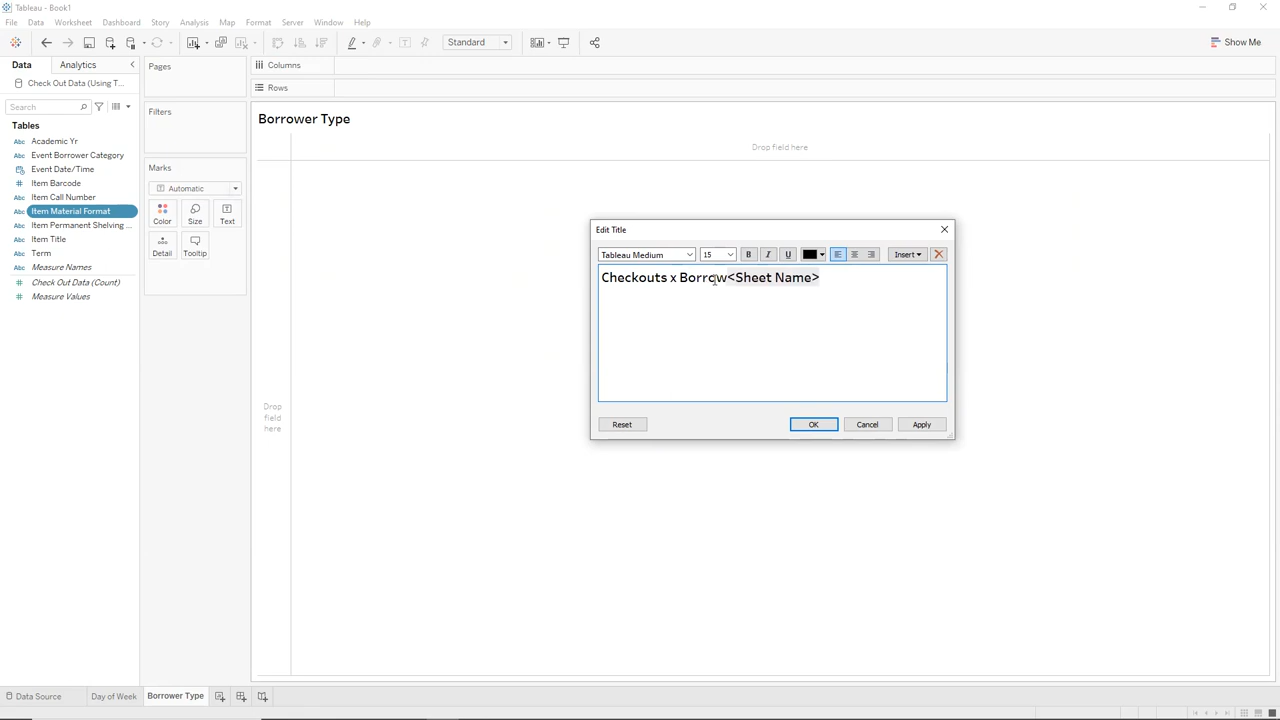 Tableau - Book1
File Data Worksheet Dashboard Story Analysis Map Format Server Window Help
Standard
Show Me
Data Analytics
Pages
Columns
Check Out Data (Using T...
Rows
Search
Filters
Tables
Borrower Type
Academic Yr
Event Borrower Category
Drop field here
Event Date/Time
Marks
Item Barcode
Automatic
Item Call Number
Item Material Format
Color Size Text
Item Permanent Shelving ...
Item Title
Term
Detail Tooltip
Measure Names
Check Out Data (Count)
Measure Values
Edit Title
Tableau Medium 15 B I U Insert
Checkouts x Borrow<Sheet Name>
Drop
field
here
Reset OK Cancel Apply
Data Source Day of Week Borrower Type